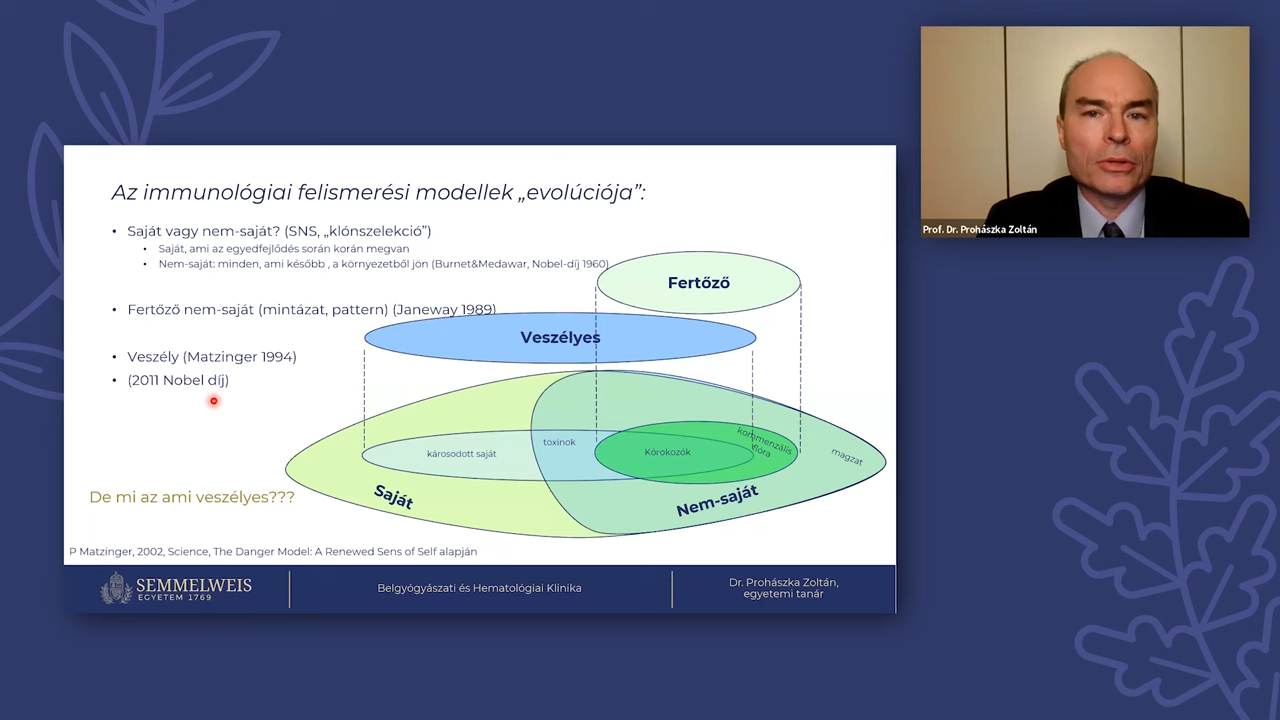 Prof. Dr. Prohászka Zoltán
Az immunológiai felismerési modellek „evolúciója”:
• Saját vagy nem-saját? (SNS, „klónszelekció”)
• Saját, ami az egyedfejlődés során korán megvan
• Nem-saját: minden, ami később , a környezetből jön (Burnet&Medawar, Nobel-díj 1960)
• Fertőző nem-saját (mintázat, pattern) (Janeway 1989)
• Veszély (Matzinger 1994)
• (2011 Nobel díj)
De mi az ami veszélyes???
Fertőző
Veszélyes
károsodott saját
toxinok
Kórokozók
kommenzális
flóra
magzat
Saját
Nem-saját
P Matzinger, 2002, Science, The Danger Model: A Renewed Sens of Self alapján
SEMMELWEIS
EGYETEM 1769
Belgyógyászati és Hematológiai Klinika
Dr. Prohászka Zoltán,
egyetemi tanár